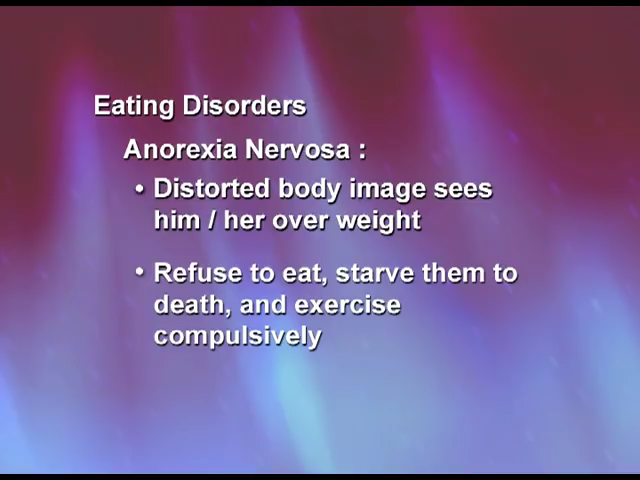 Eating Disorders
Anorexia Nervosa :
• Distorted body image sees
him / her over weight
• Refuse to eat, starve them to
death, and exercise
compulsively